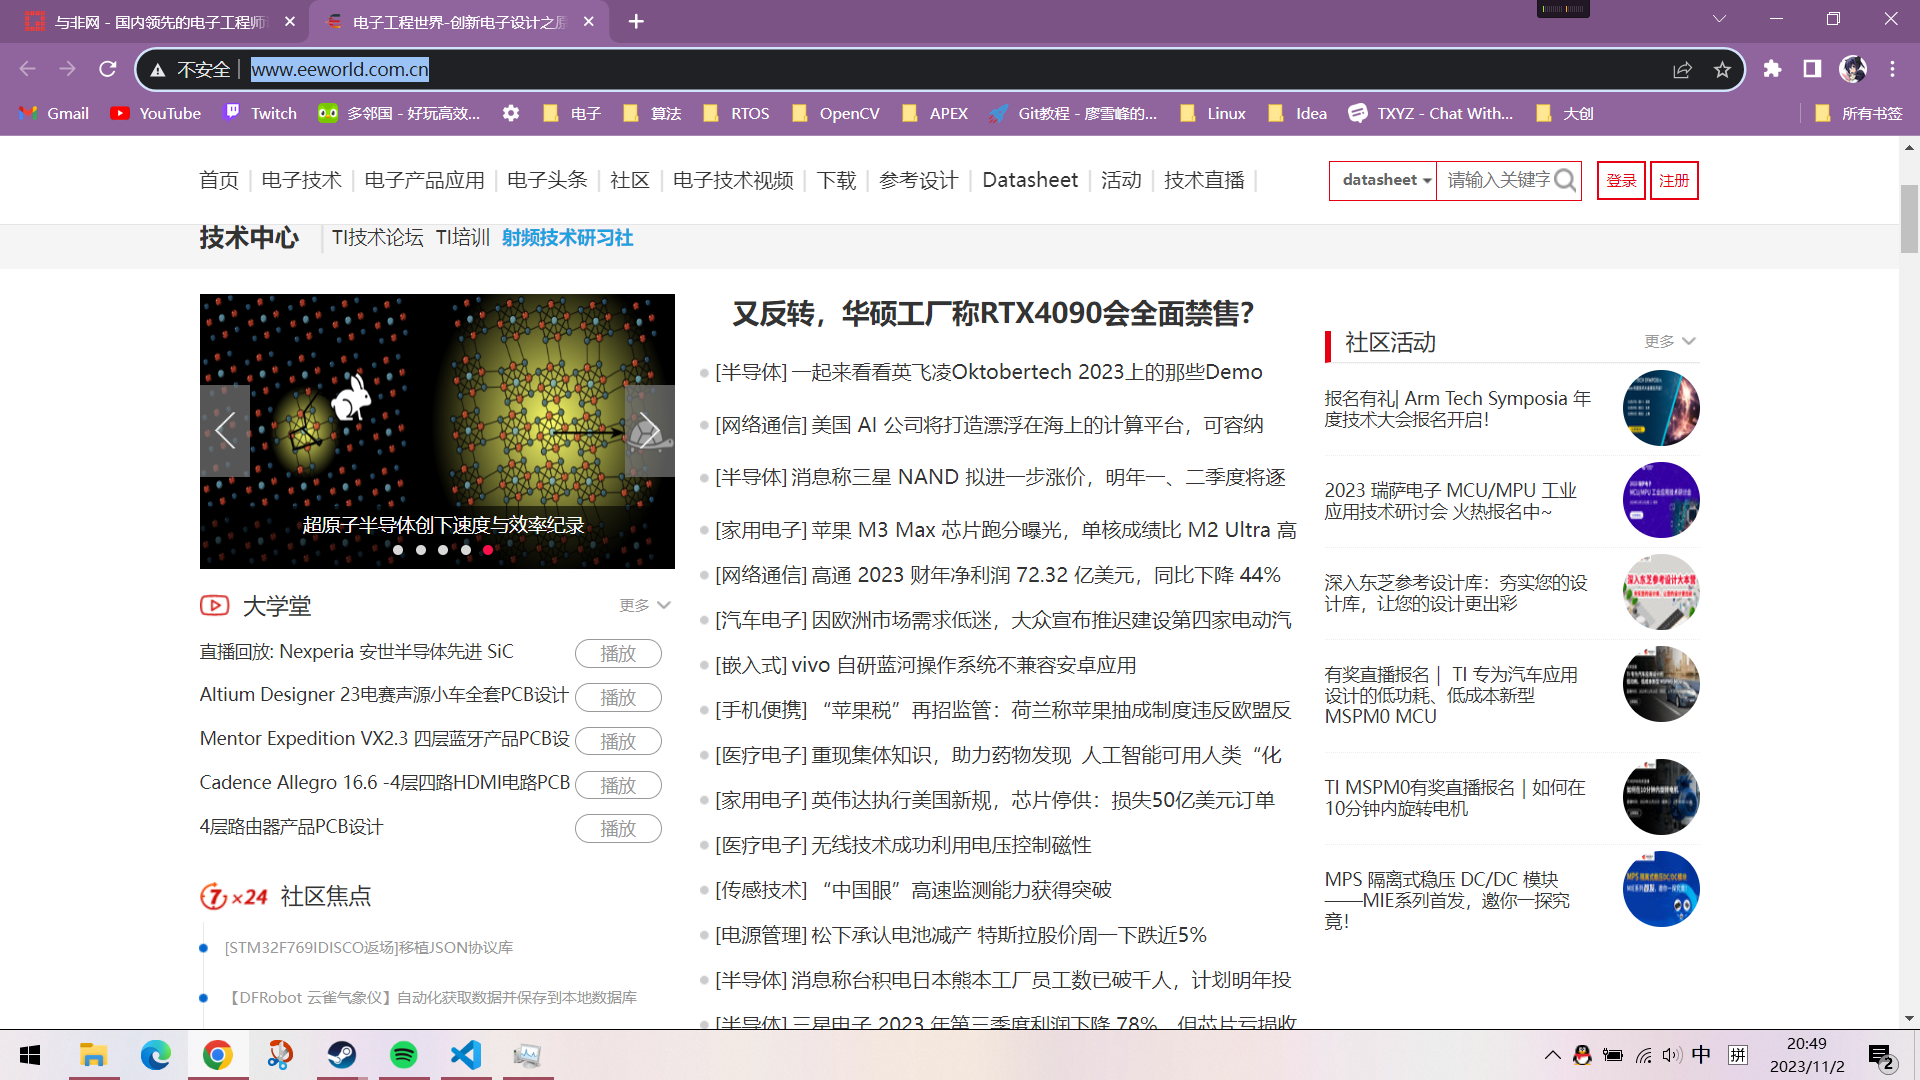 与非网 - 国内领先的电子工程师
电子工程世界-创新电子设计之
不安全
www.eeworld.com.cn
Gmail
YouTube
Twitch
多邻国 - 好玩高效...
电子
算法
RTOS
OpenCV
APEX
Git教程 - 廖雪峰的...
Linux
Idea
TXYZ - Chat With...
大创
所有书签
首页
电子技术
电子产品应用
电子头条
社区
电子技术视频
下载
参考设计
Datasheet
活动
技术直播
datasheet
请输入关键字
登录
注册
技术中心
TI技术论坛
TI培训
射频技术研习社
超原子半导体创下速度与效率纪录
大学堂
更多
直播回放: Nexperia 安世半导体先进 SiC
播放
Altium Designer 23电赛声源小车全套PCB设计
播放
Mentor Expedition VX2.3 四层蓝牙产品PCB设
播放
Cadence Allegro 16.6 -4层四路HDMI电路PCB
播放
4层路由器产品PCB设计
播放
7×24
社区焦点
[STM32F769IDISCO返场]移植JSON协议库
【DFRobot 云雀气象仪】自动化获取数据并保存到本地数据库
又反转，华硕工厂称RTX4090会全面禁售？
[半导体] 一起来看看英飞凌Oktobertech 2023上的那些Demo
[网络通信] 美国 AI 公司将打造漂浮在海上的计算平台，可容纳
[半导体] 消息称三星 NAND 拟进一步涨价，明年一、二季度将逐
[家用电子] 苹果 M3 Max 芯片跑分曝光，单核成绩比 M2 Ultra 高
[网络通信] 高通 2023 财年净利润 72.32 亿美元，同比下降 44%
[汽车电子] 因欧洲市场需求低迷，大众宣布推迟建设第四家电动汽
[嵌入式] vivo 自研蓝河操作系统不兼容安卓应用
[手机便携] “苹果税”再招监管：荷兰称苹果抽成制度违反欧盟反
[医疗电子] 重现集体知识，助力药物发现 人工智能可用人类“化
[家用电子] 英伟达执行美国新规，芯片停供：损失50亿美元订单
[医疗电子] 无线技术成功利用电压控制磁性
[传感技术] “中国眼”高速监测能力获得突破
[电源管理] 松下承认电池减产 特斯拉股价周一下跌近5%
[半导体] 消息称台积电日本熊本工厂员工数已破千人，计划明年投
[半导体] 三星电子 2023 年第三季度利润下降 78%，但芯片亏损收
社区活动
更多
报名有礼| Arm Tech Symposia 年
度技术大会报名开启！
2023 瑞萨电子 MCU/MPU 工业
应用技术研讨会 火热报名中~
深入东芝参考设计库：夯实您的设
计库，让您的设计更出彩
有奖直播报名｜ TI 专为汽车应用
设计的低功耗、低成本新型
MSPM0 MCU
TI MSPM0有奖直播报名 | 如何在
10分钟内旋转电机
MPS 隔离式稳压 DC/DC 模块
——MIE系列首发，邀你一探究
竟！
中
拼
20:49
2023/11/2
2